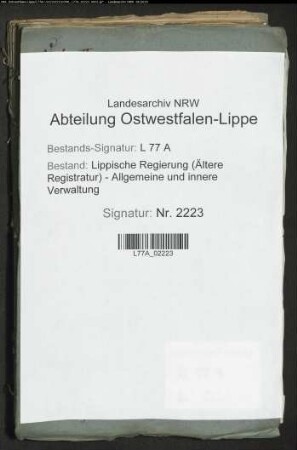 Landesarchiv NRW
Abteilung Ostwestfalen-Lippe
Bestands-Signatur: L 77 A
Bestand: Lippische Regierung (Ältere
Registratur) - Allgemeine und innere
Verwaltung
Signatur: Nr. 2223
L77A_02223